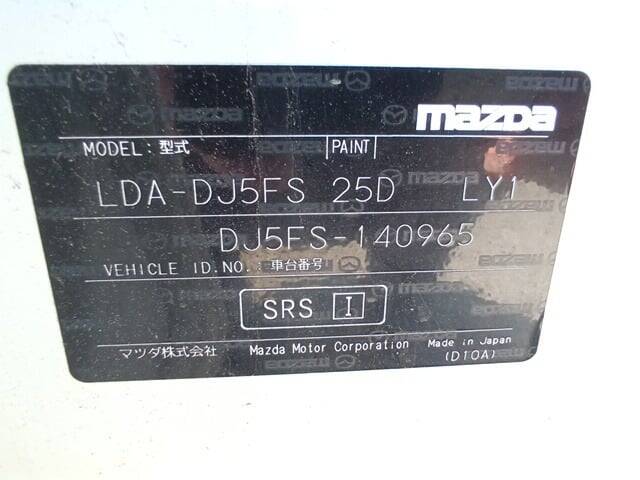 mazda
MODEL: 型式 PAINT
LDA-DJ5FS 25D LY1
DJ5FS-140965
VEHICLE ID.NO.: 車台番号
SRS I
マツダ株式会社 Mazda Motor Corporation Made in Japan
(D10A)